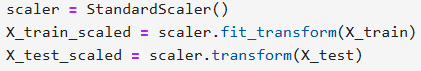 scaler = StandardScaler()
X_train_scaled = scaler.fit_transform(X_train)
X_test_scaled = scaler.transform(X_test)